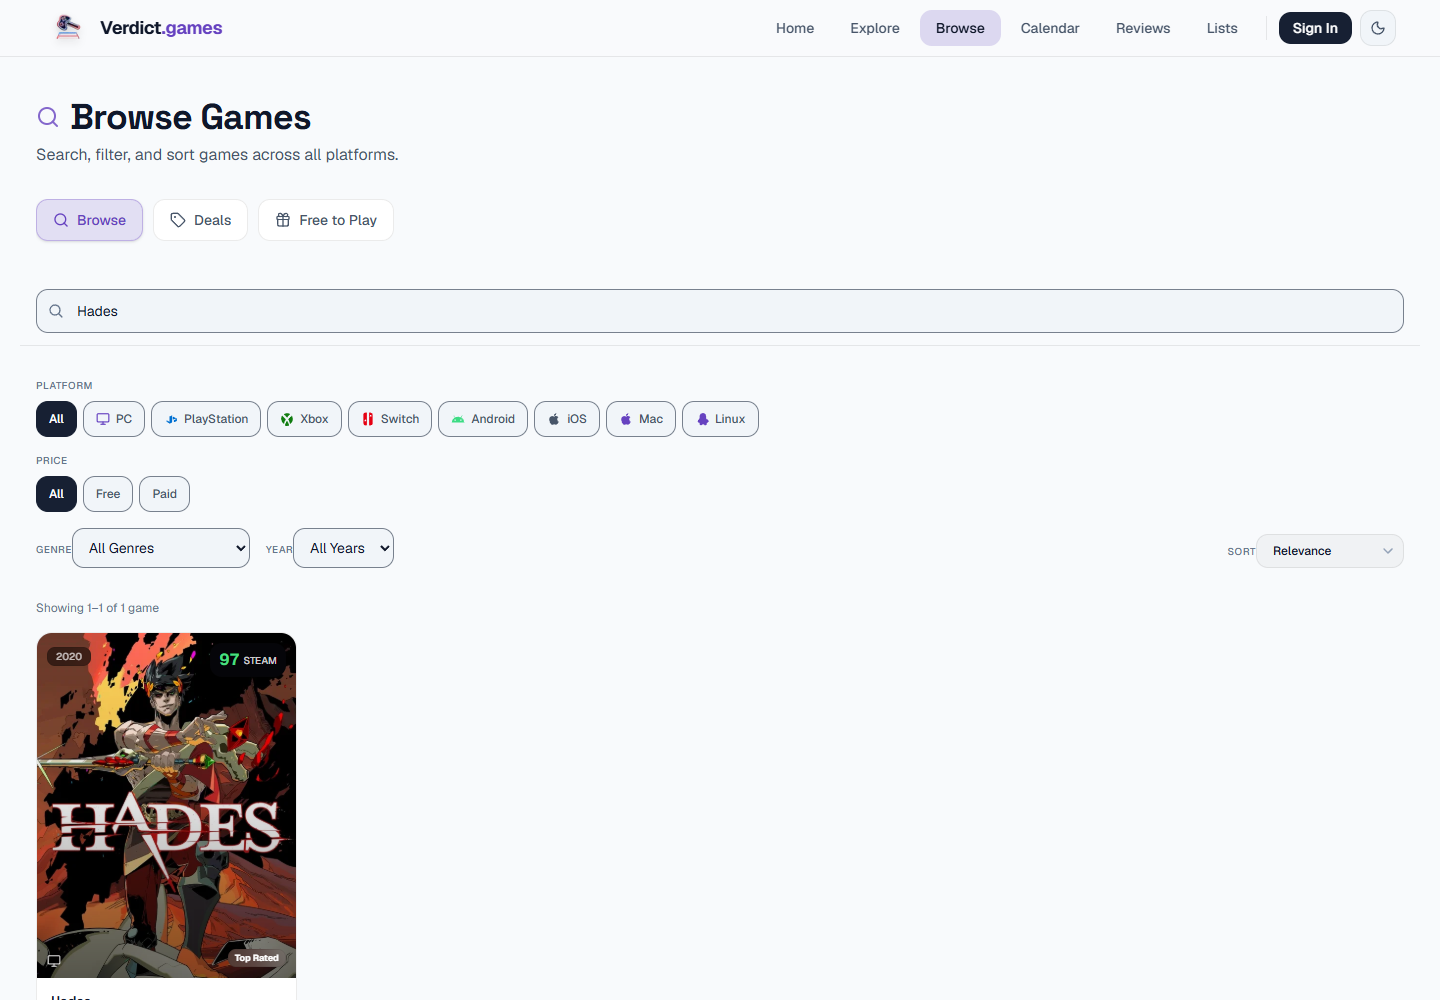 Verdict.games
Home
Explore
Browse
Calendar
Reviews
Lists
Sign In
Browse Games
Search, filter, and sort games across all platforms.
Browse
Deals
Free to Play
Hades
PLATFORM
All
PC
PlayStation
Xbox
Switch
Android
iOS
Mac
Linux
PRICE
All
Free
Paid
GENRE
All Genres
YEAR
All Years
SORT
Relevance
Showing 1–1 of 1 game
2020
97 STEAM
HADES
Top Rated
Hades